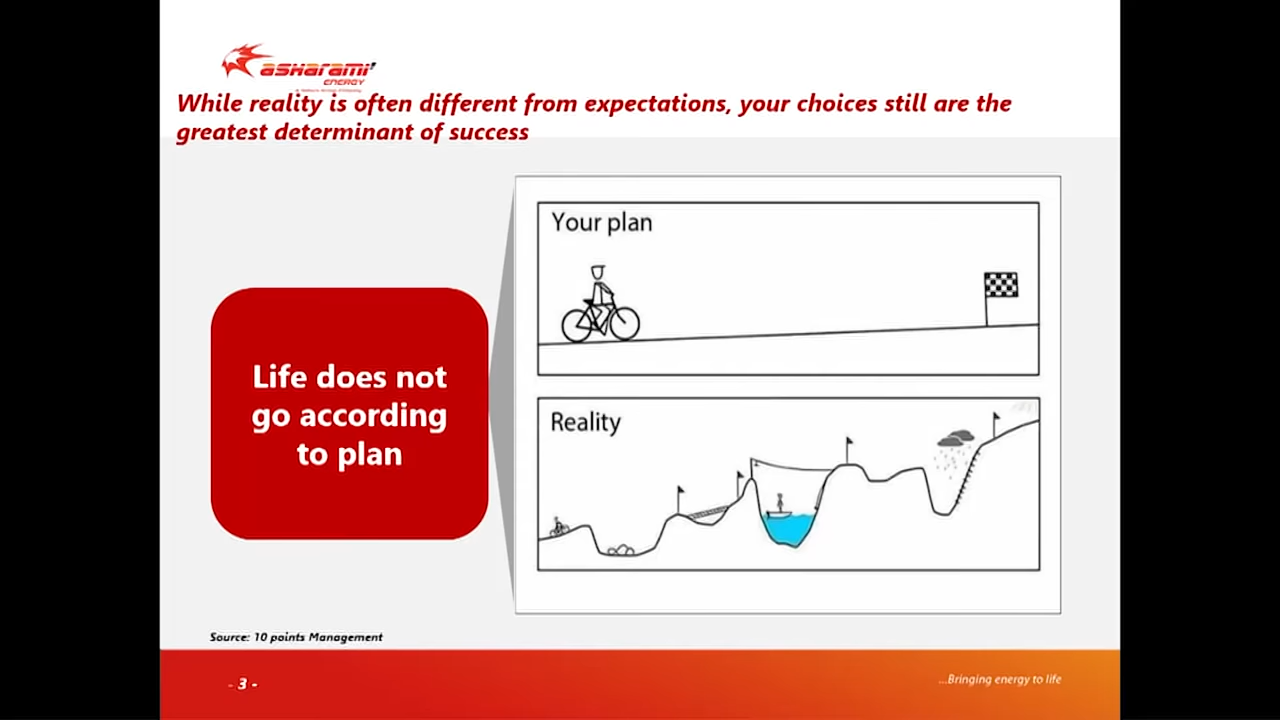 asharami
ENERGY
While reality is often different from expectations, your choices still are the
greatest determinant of success
Your plan
Life does not
go according
to plan
Reality
Source: 10 points Management
- 3 -
...Bringing energy to life